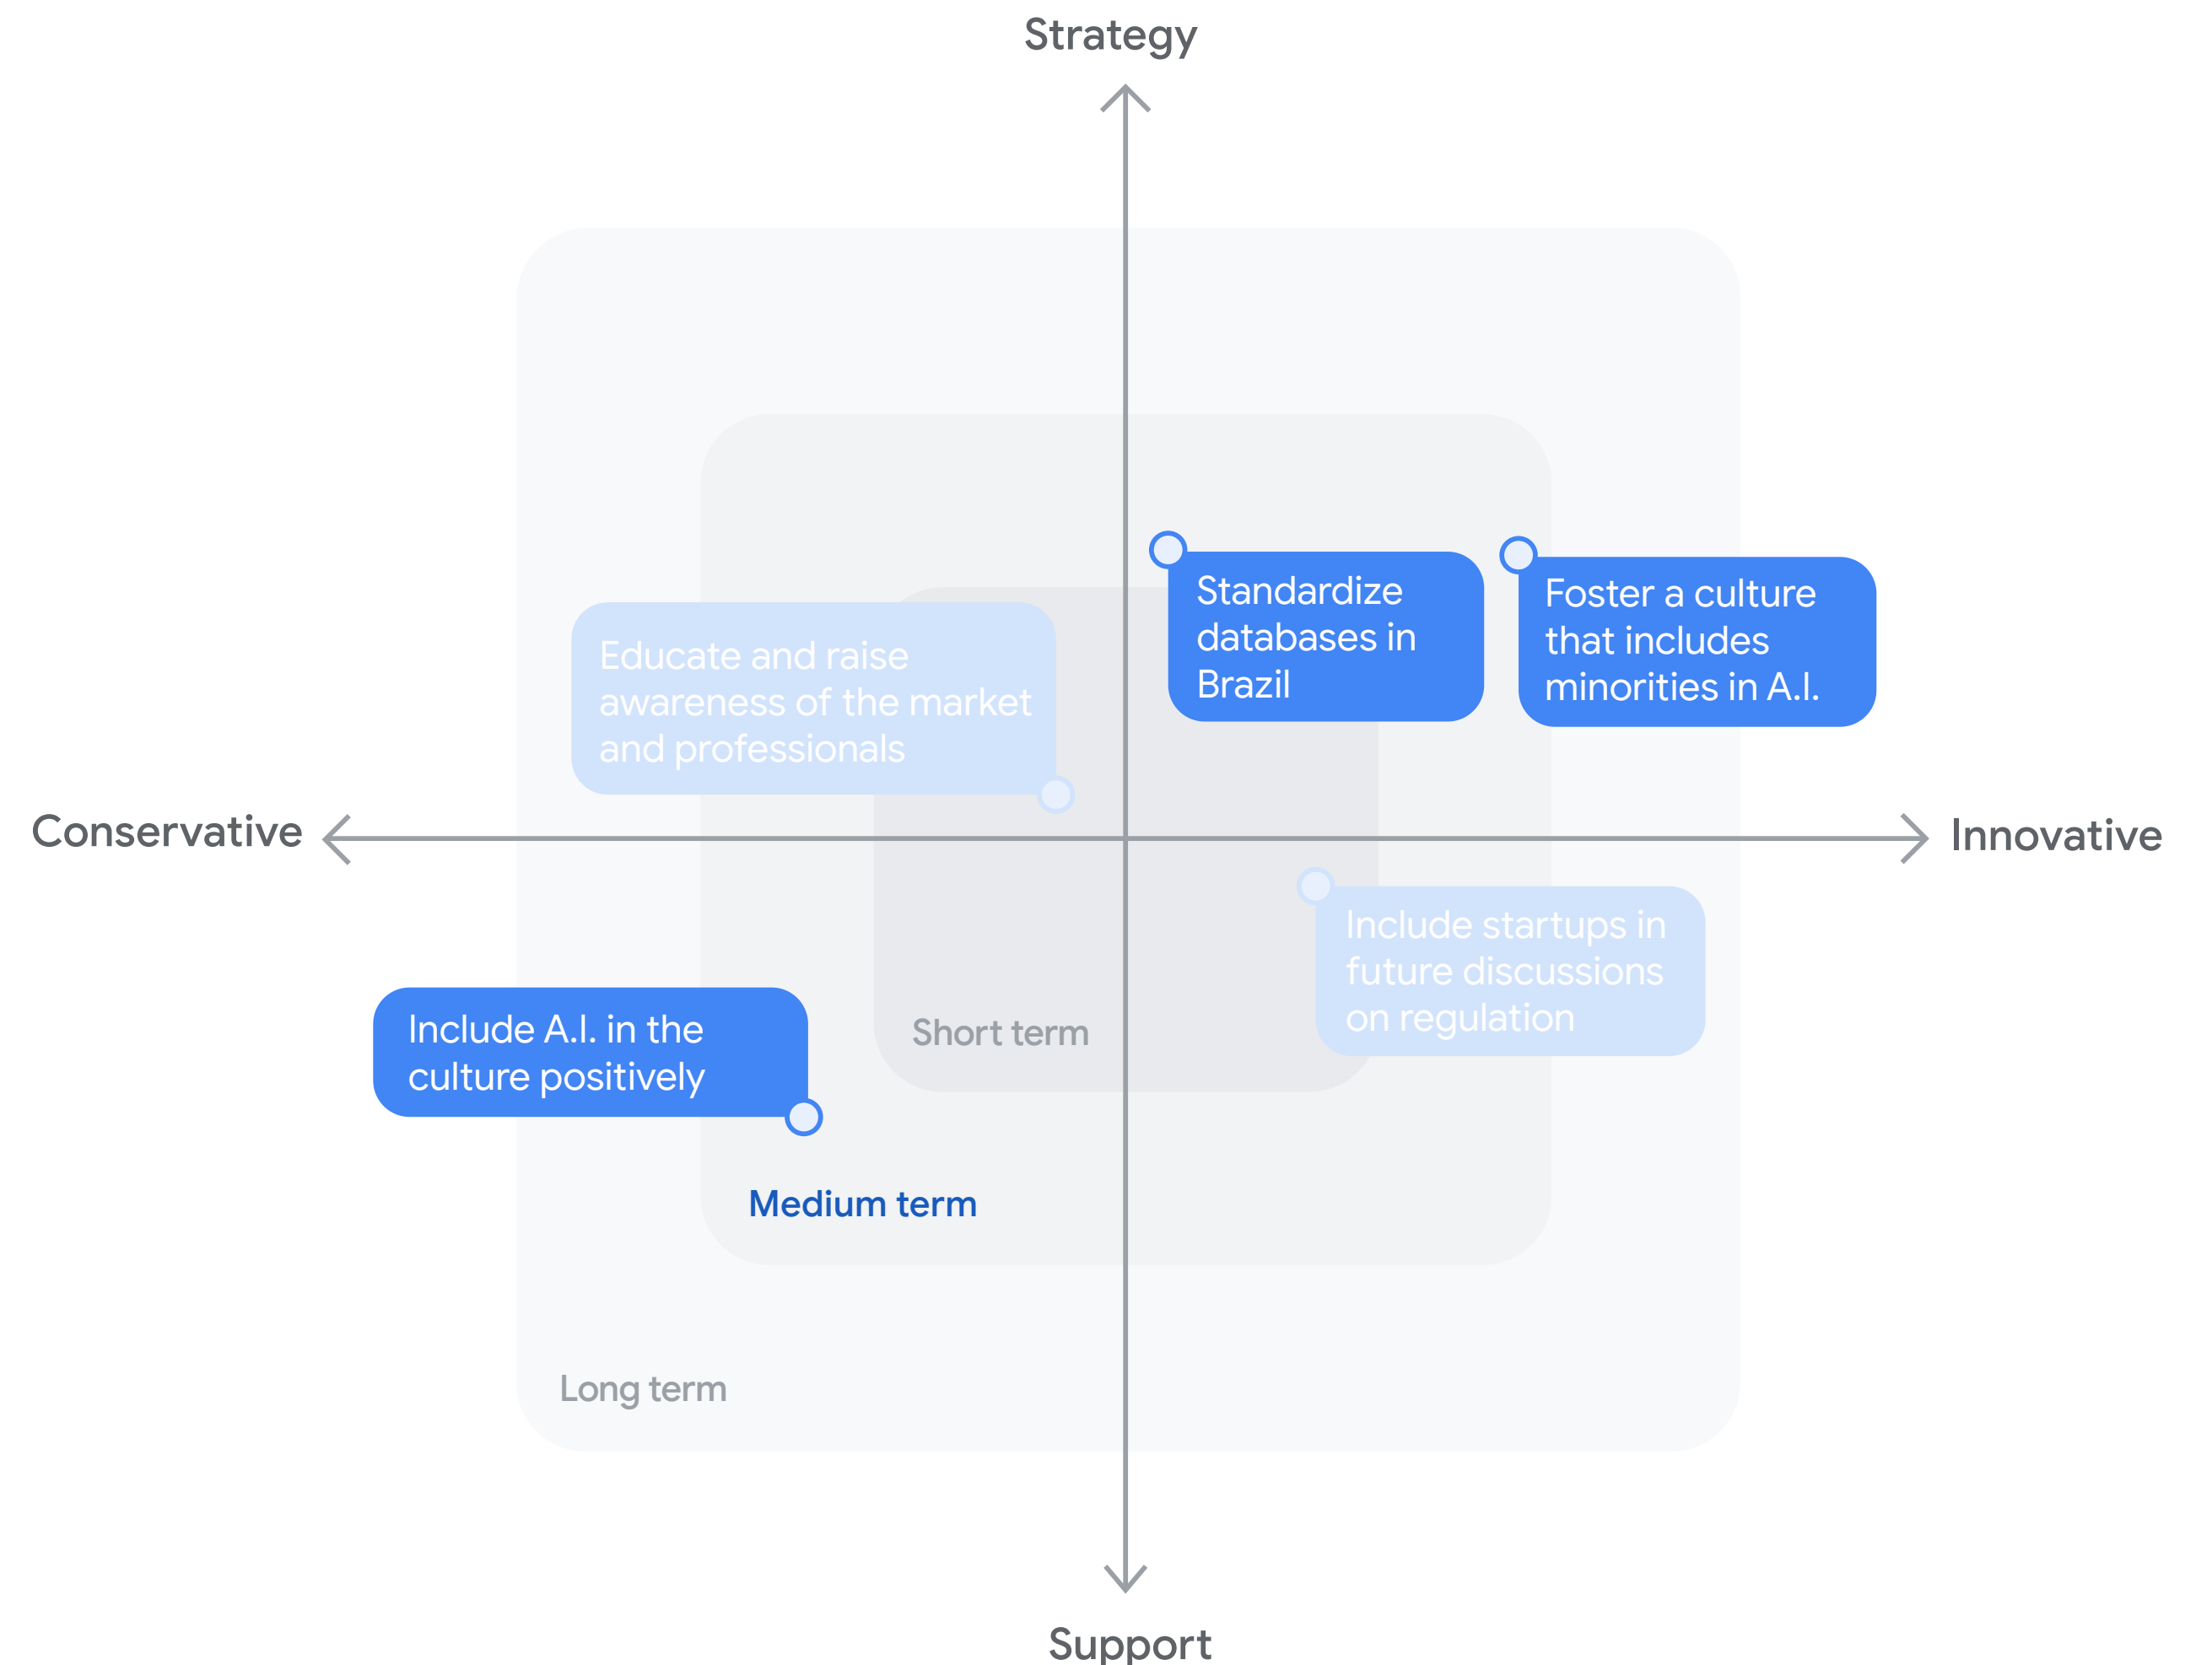 Strategy
Standardize
databases in
Brazil
Foster a culture
that includes
minorities in A.I.
Educate and raise
awareness of the market
and professionals
Conservative
Innovative
Include startups in
future discussions
on regulation
Include A.I. in the
culture positively
Short term
Medium term
Long term
Support